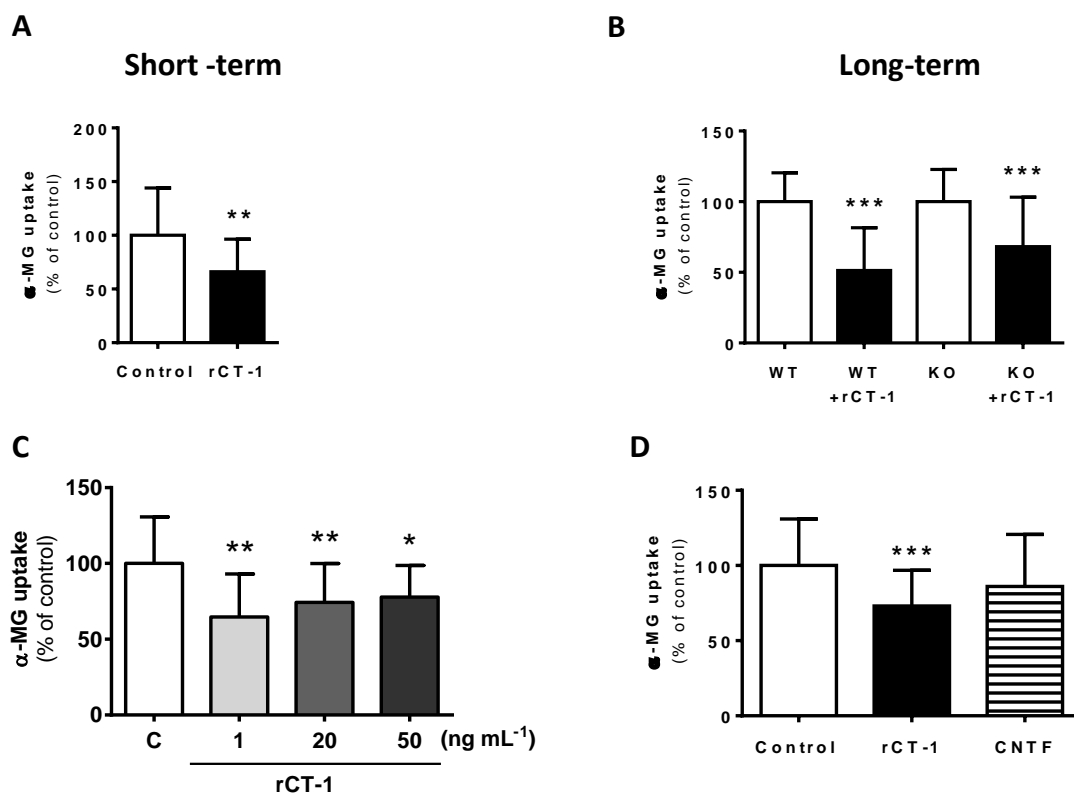 A
Short -term
200
150
100
50
0
α-MG uptake
(% of control)
**
Control rCT-1
B
Long-term
150
100
50
0
α-MG uptake
(% of control)
***
***
WT WT KO KO
+rCT-1 +rCT-1
C
150
100
50
0
α-MG uptake
(% of control)
**
**
*
C 1 20 50 (ng mL⁻¹)
rCT-1
D
150
100
50
0
α-MG uptake
(% of control)
***
Control rCT-1 CNTF